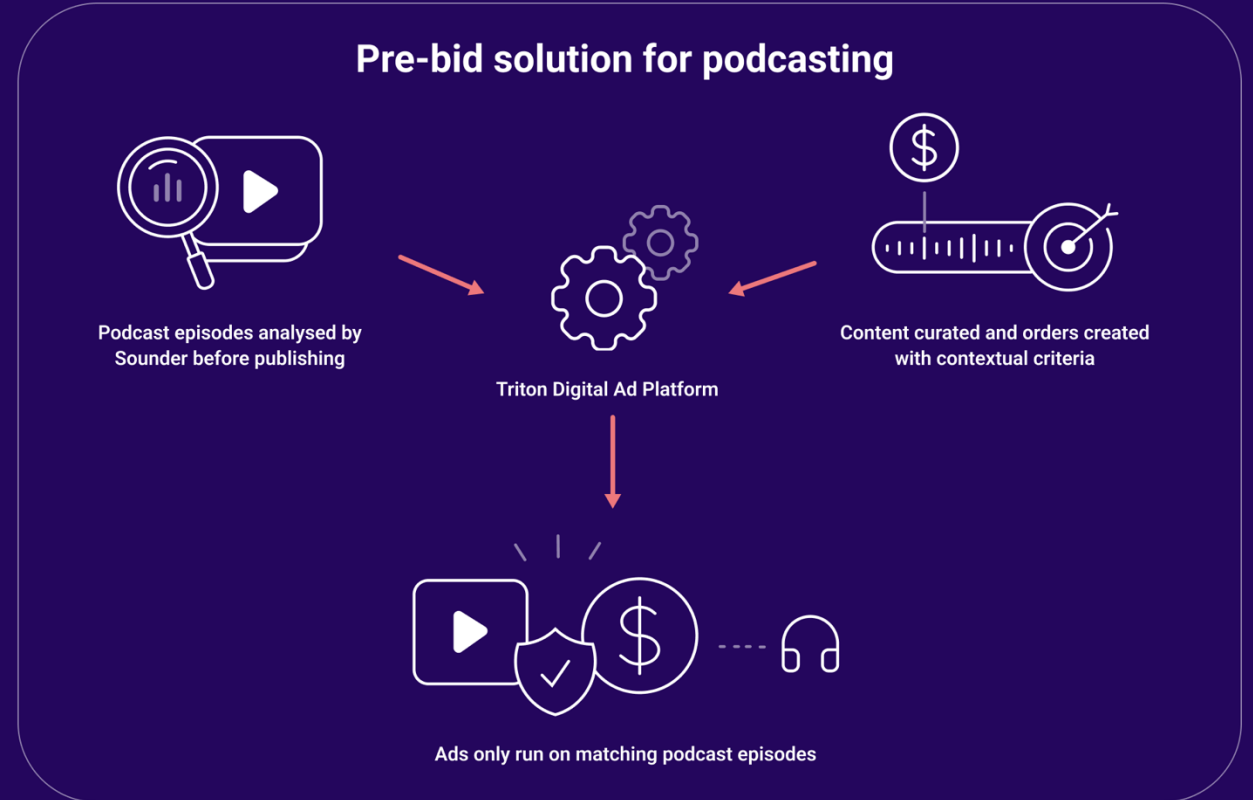 Pre-bid solution for podcasting
Podcast episodes analysed by
Sounder before publishing
Content curated and orders created
with contextual criteria
Triton Digital Ad Platform
Ads only run on matching podcast episodes